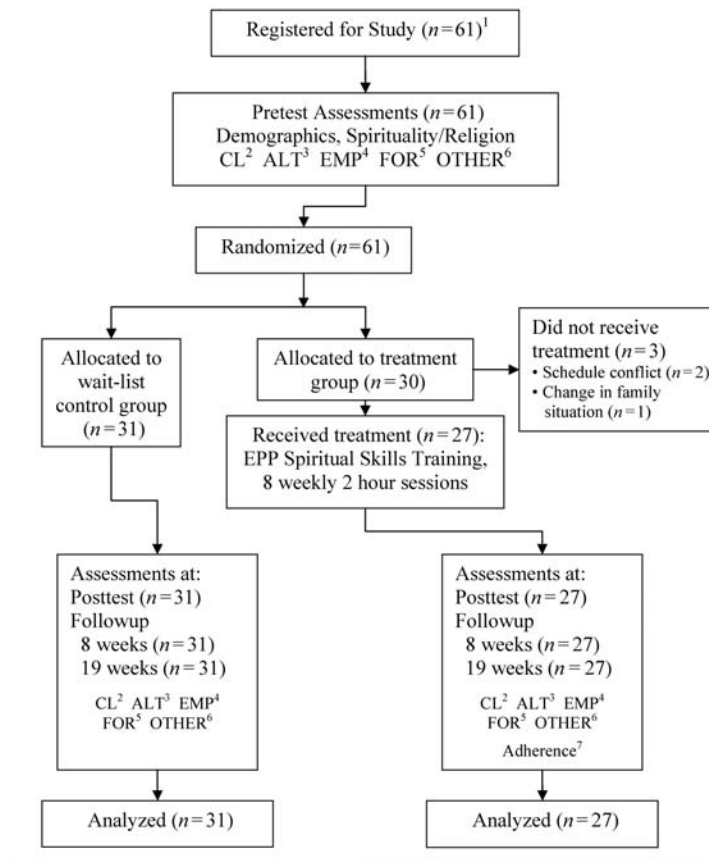 Registered for Study (n=61)¹
Pretest Assessments (n=61)
Demographics, Spirituality/Religion
CL² ALT³ EMP⁴ FOR⁵ OTHER⁶
Randomized (n=61)
Allocated to
wait-list
control group
(n=31)
Allocated to treatment
group (n=30)
Did not receive
treatment (n=3)
• Schedule conflict (n=2)
• Change in family
situation (n=1)
Received treatment (n=27):
EPP Spiritual Skills Training,
8 weekly 2 hour sessions
Assessments at:
Posttest (n=31)
Followup
8 weeks (n=31)
19 weeks (n=31)
CL² ALT³ EMP⁴
FOR⁵ OTHER⁶
Assessments at:
Posttest (n=27)
Followup
8 weeks (n=27)
19 weeks (n=27)
CL² ALT³ EMP⁴
FOR⁵ OTHER⁶
Adherence⁷
Analyzed (n=31)
Analyzed (n=27)